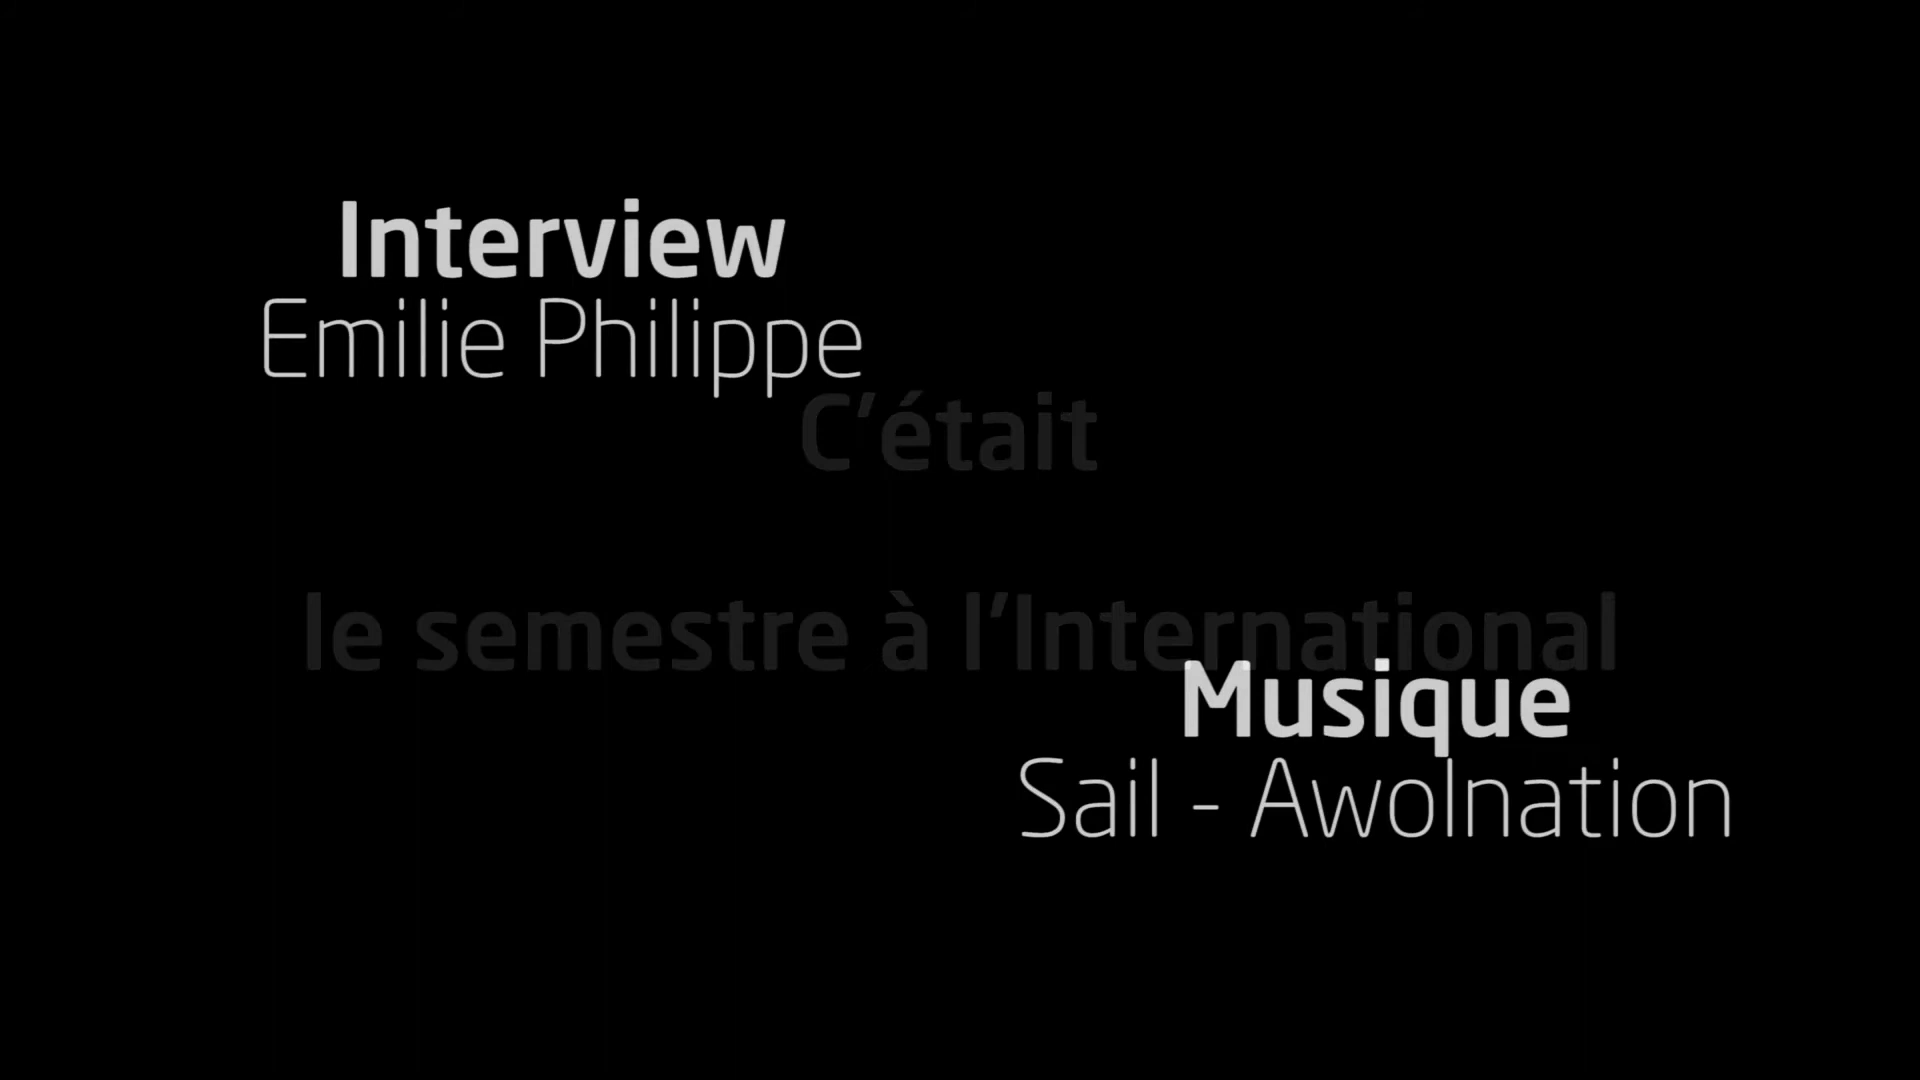 Interview
Emilie Philippe
C'était
le semestre à l'International
Musique
Sail - Awolnation